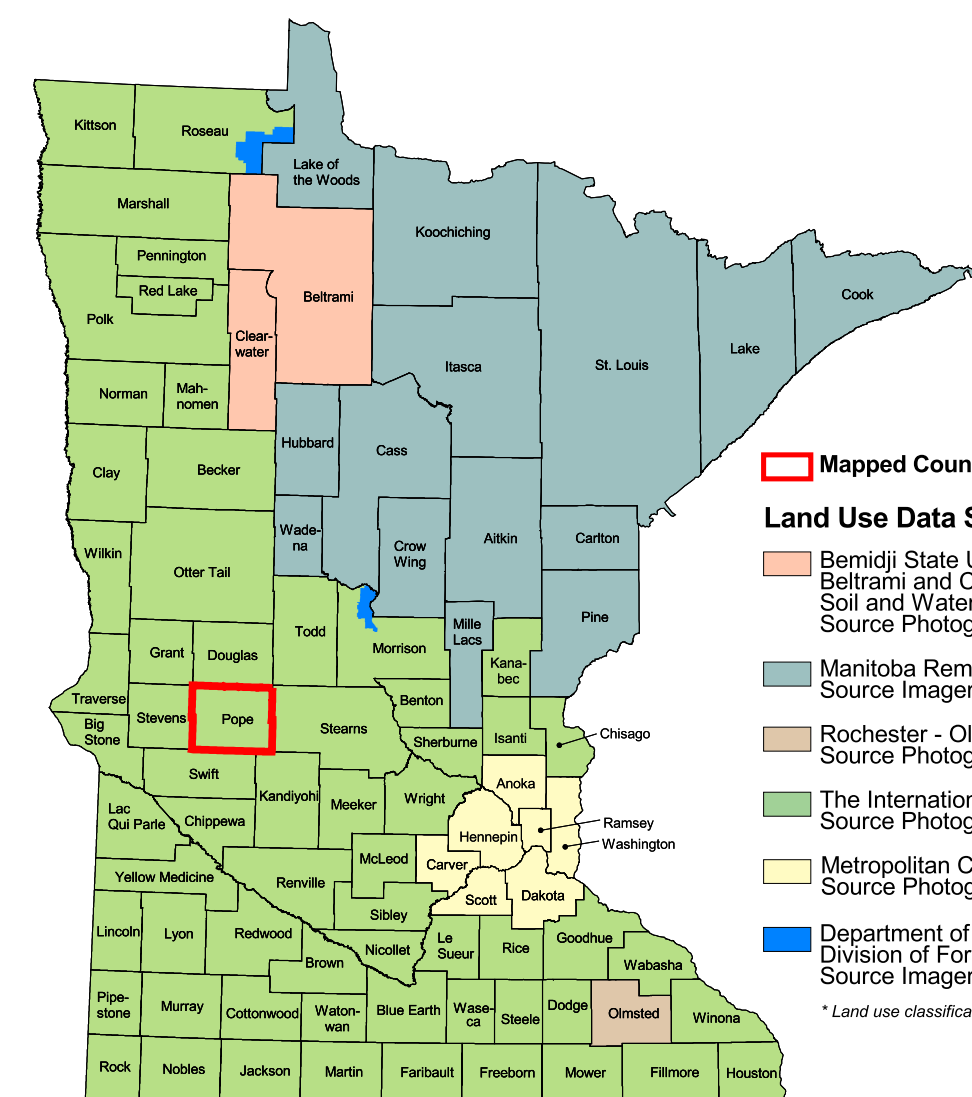 Kittson
Roseau
Lake of
the Woods
Marshall
Koochiching
Pennington
Red Lake
Polk
Beltrami
Cook
Clear-
water
Itasca
St. Louis
Lake
Norman
Mah-
nomen
Hubbard
Cass
Clay
Becker
Wade-
na
Crow
Wing
Aitkin
Carlton
Wilkin
Otter Tail
Todd
Mille
Lacs
Pine
Morrison
Grant
Douglas
Kana-
bec
Traverse
Benton
Stevens
Pope
Stearns
Big
Stone
Sherburne
Isanti
Chisago
Swift
Anoka
Kandiyohi
Meeker
Wright
Lac
Qui Parle
Chippewa
Hennepin
Ramsey
Washington
McLeod
Carver
Yellow Medicine
Renville
Scott
Dakota
Sibley
Lincoln
Lyon
Redwood
Nicollet
Le
Sueur
Rice
Goodhue
Brown
Wabasha
Pipe-
stone
Murray
Cottonwood
Waton-
wan
Blue Earth
Wase-
ca
Steele
Dodge
Olmsted
Winona
Rock
Nobles
Jackson
Martin
Faribault
Freeborn
Mower
Fillmore
Houston
Mapped Coun
Land Use Data S
Bemidji State U
Beltrami and C
Soil and Water
Source Photog
Manitoba Rem
Source Imager
Rochester - Ol
Source Photog
The Internation
Source Photog
Metropolitan C
Source Photog
Department of
Division of For
Source Imager
* Land use classifica